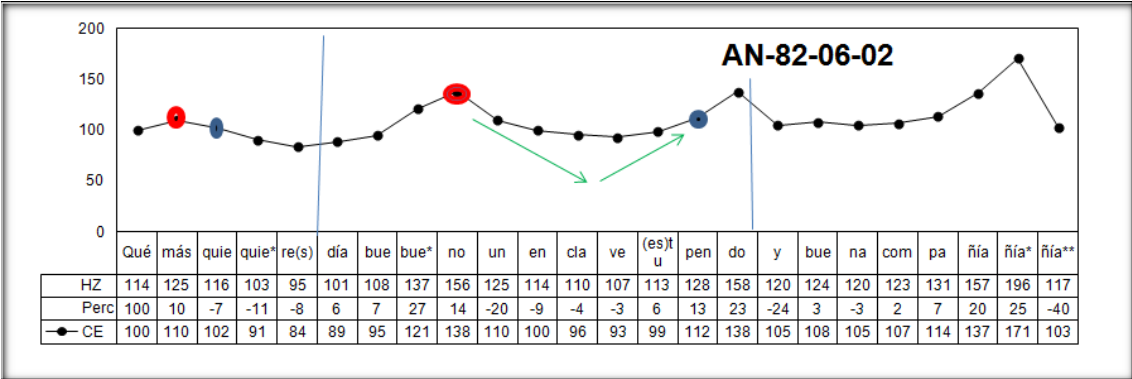 AN-82-06-02
200
150
100
50
0
Qué más quie quie* re(s) día bue bue* no un en cla ve (es)t u pen do y bue na com pa ñía ñía* ñía**
HZ 114 125 116 103 95 101 108 137 156 125 114 110 107 113 128 158 120 124 120 123 131 157 196 117
Perc 100 10 -7 -11 -8 6 7 27 14 -20 -9 -4 -3 6 13 23 -24 3 -3 2 7 20 25 -40
CE 100 110 102 91 84 89 95 121 138 110 100 96 93 99 112 138 105 108 105 107 114 137 171 103